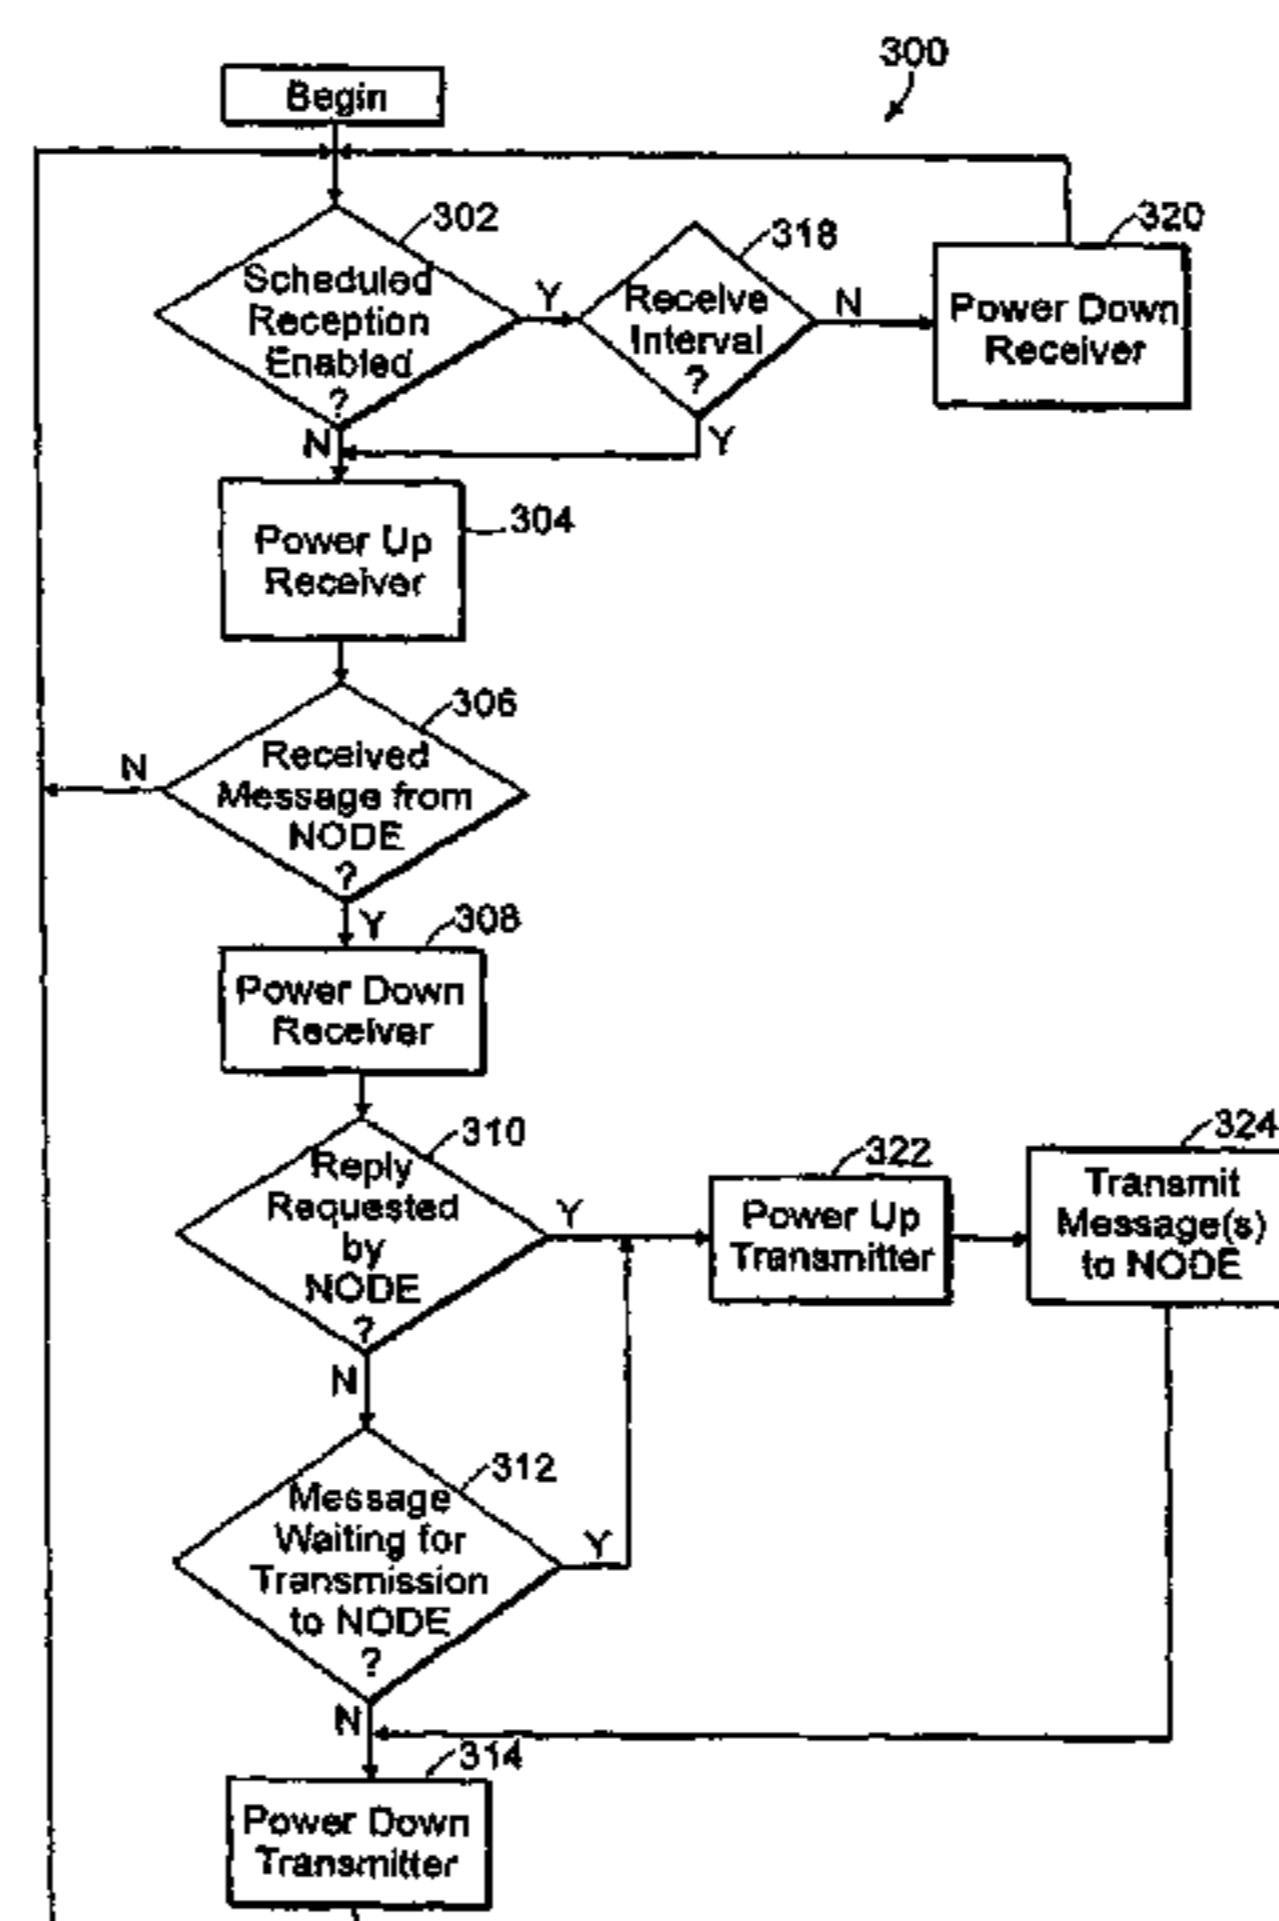 300
Begin
302
Scheduled
Reception
Enabled
?
Y
N
318
Receive
Interval
?
N
Y
320
Power Down
Receiver
304
Power Up
Receiver
306
Received
Message from
NODE
?
N
Y
308
Power Down
Receiver
310
Reply
Requested
by
NODE
?
Y
N
322
Power Up
Transmitter
324
Transmit
Message(s)
to NODE
312
Message
Waiting for
Transmission
to NODE
?
Y
N
314
Power Down
Transmitter